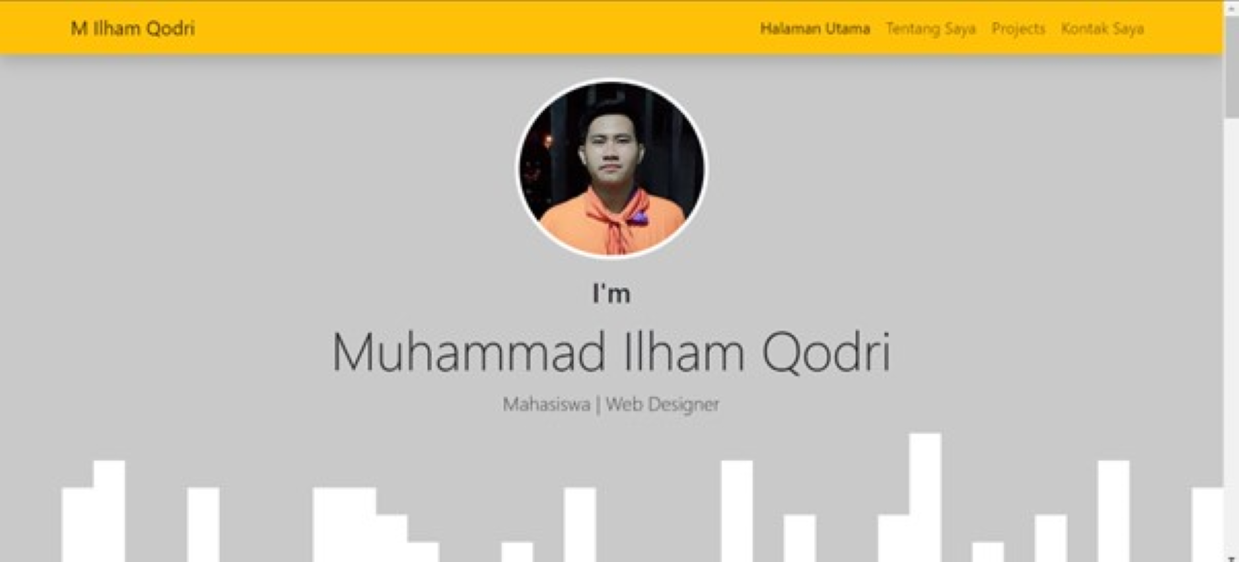 M Ilham Qodri
Halaman Utama Tentang Saya Projects Kontak Saya
I'm
Muhammad Ilham Qodri
Mahasiswa | Web Designer